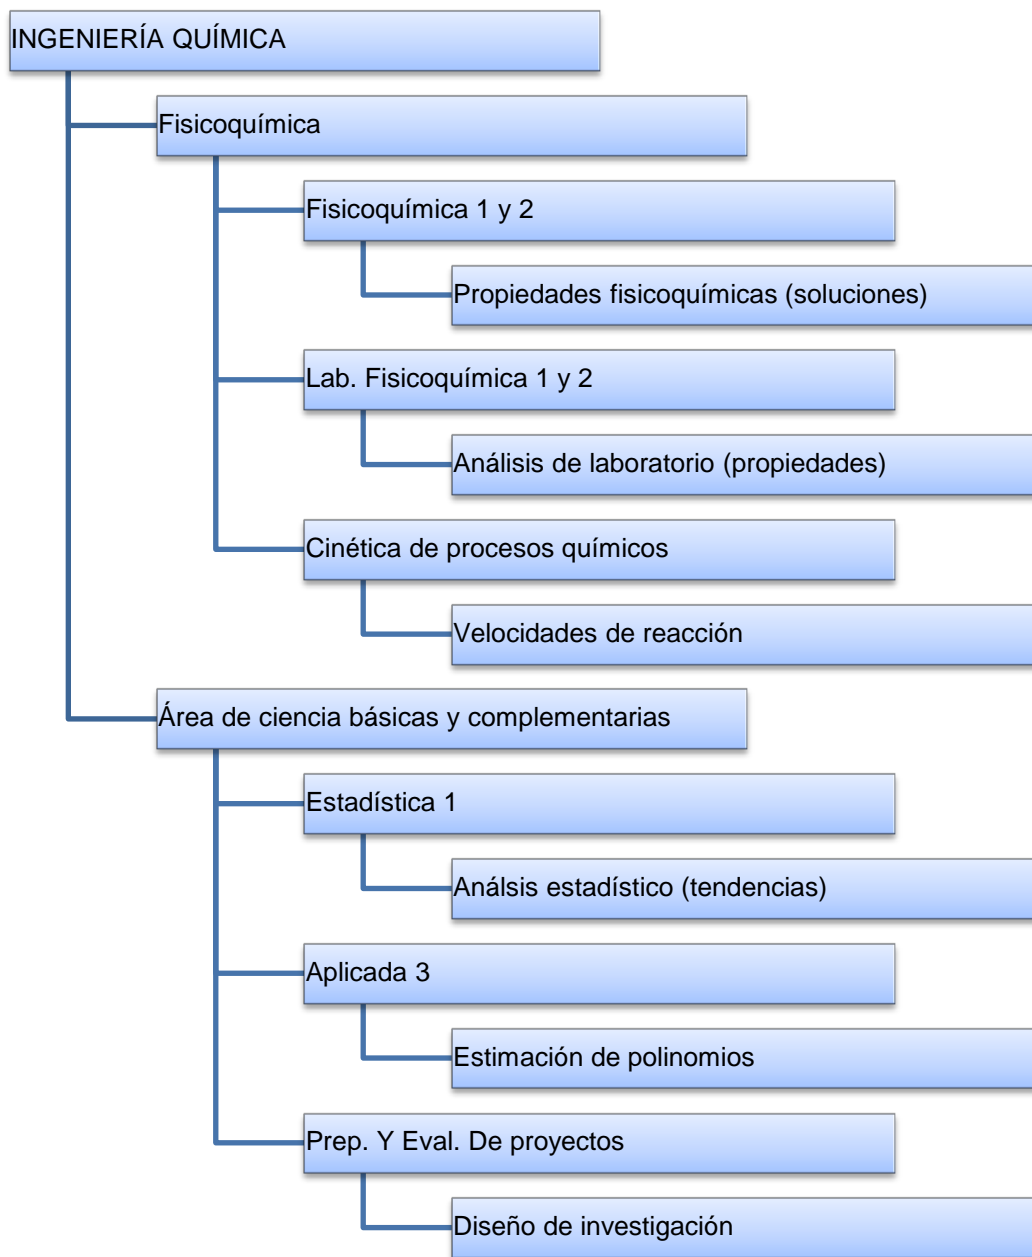 INGENIERÍA QUÍMICA
Fisicoquímica
Fisicoquímica 1 y 2
Propiedades fisicoquímicas (soluciones)
Lab. Fisicoquímica 1 y 2
Análisis de laboratorio (propiedades)
Cinética de procesos químicos
Velocidades de reacción
Área de ciencia básicas y complementarias
Estadística 1
Análsis estadístico (tendencias)
Aplicada 3
Estimación de polinomios
Prep. Y Eval. De proyectos
Diseño de investigación